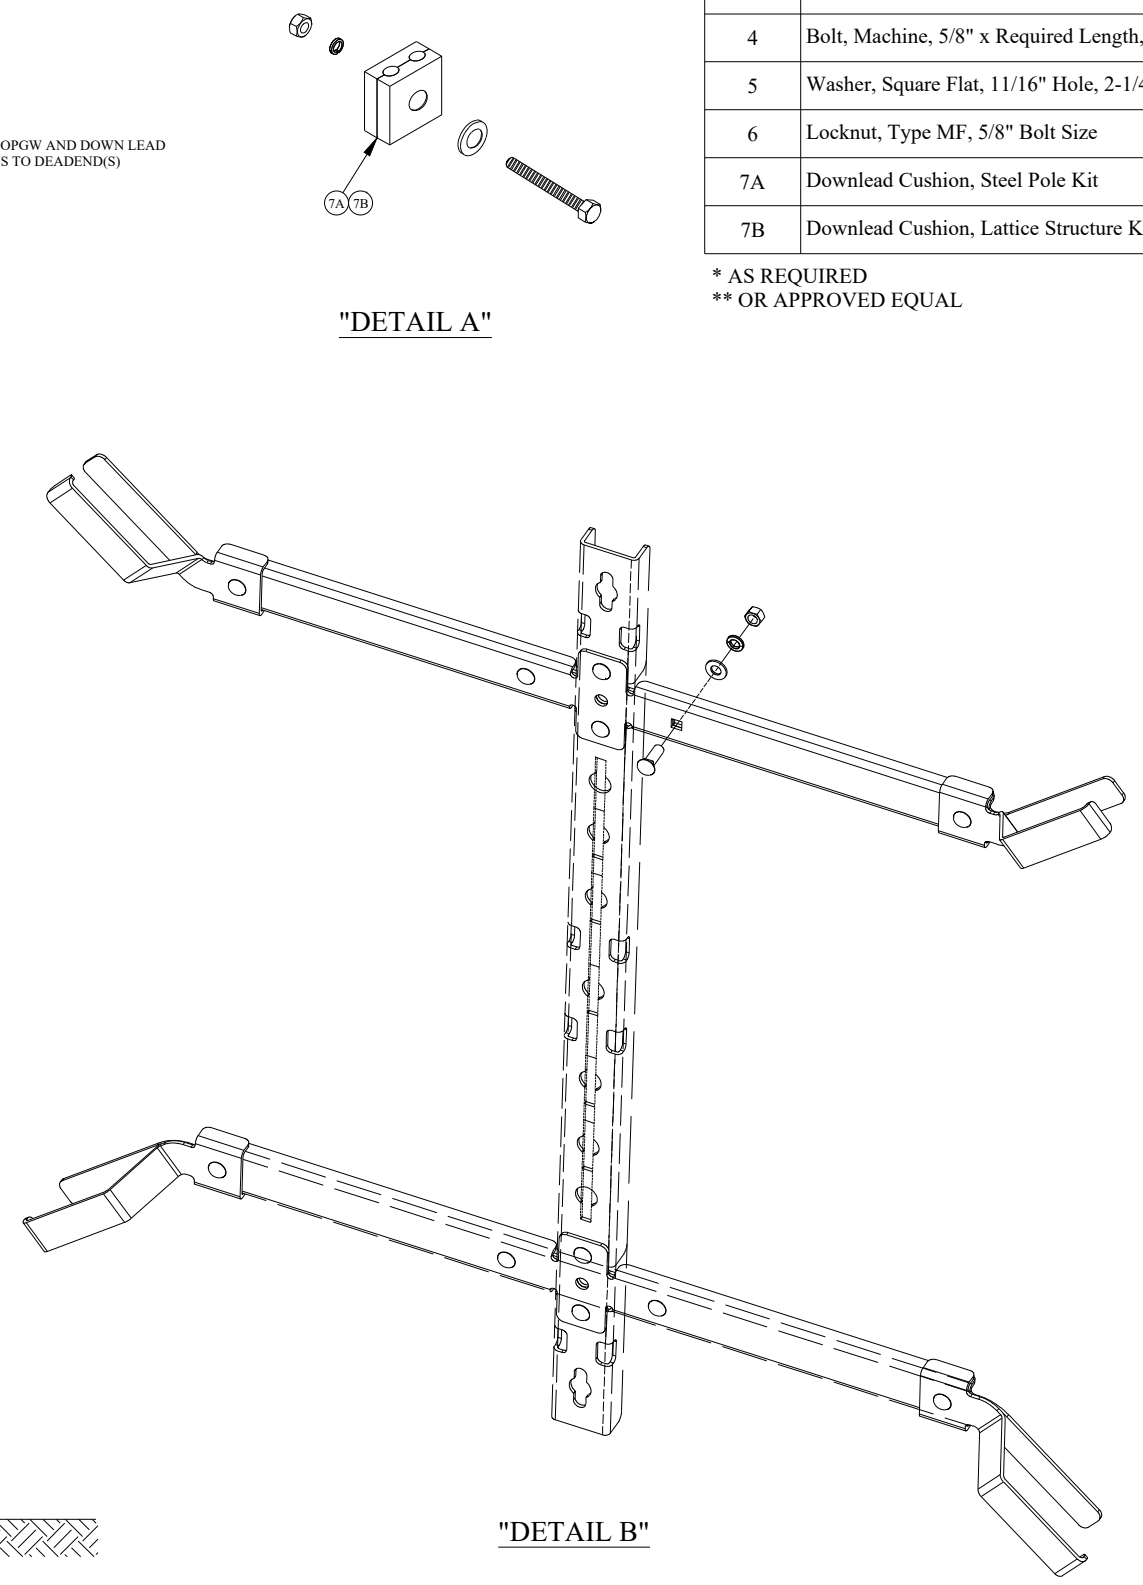 OPGW AND DOWN LEAD
S TO DEADEND(S)
7A 7B
"DETAIL A"
4 Bolt, Machine, 5/8" x Required Length,
5 Washer, Square Flat, 11/16" Hole, 2-1/4
6 Locknut, Type MF, 5/8" Bolt Size
7A Downlead Cushion, Steel Pole Kit
7B Downlead Cushion, Lattice Structure K
* AS REQUIRED
** OR APPROVED EQUAL
"DETAIL B"